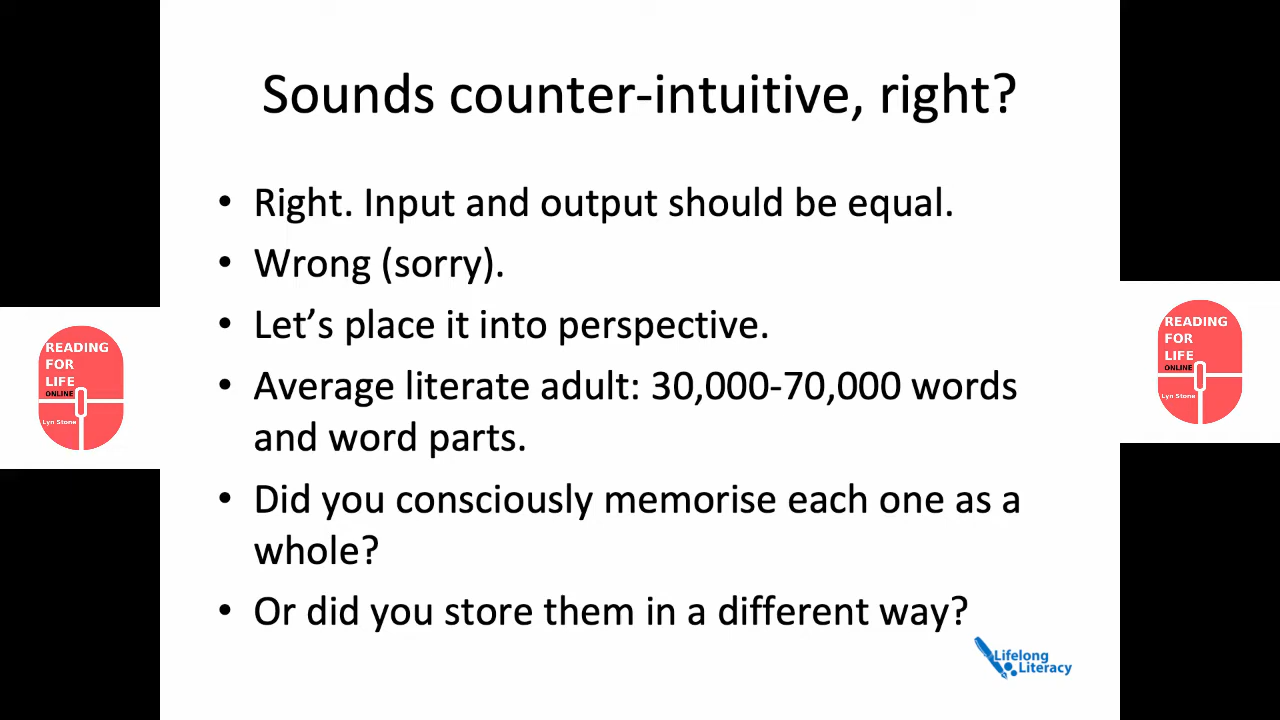 Sounds counter-intuitive, right?
• Right. Input and output should be equal.
• Wrong (sorry).
• Let’s place it into perspective.
• Average literate adult: 30,000-70,000 words
and word parts.
• Did you consciously memorise each one as a
whole?
• Or did you store them in a different way?
READING
FOR
LIFE
ONLINE
Lyn Stone
READING
FOR
LIFE
ONLINE
Lyn Stone
Lifelong
Literacy